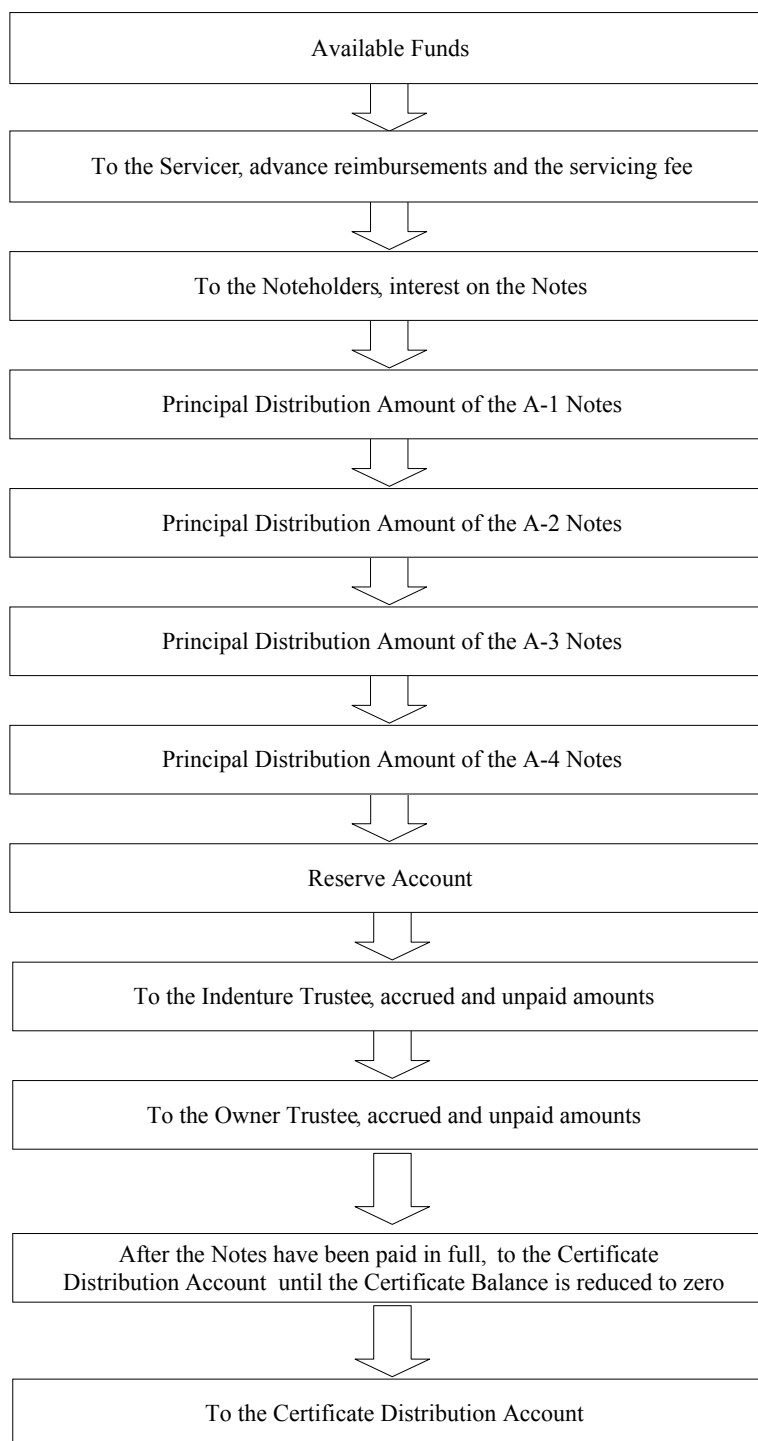 Available Funds
To the Servicer, advance reimbursements and the servicing fee
To the Noteholders, interest on the Notes
Principal Distribution Amount of the A-1 Notes
Principal Distribution Amount of the A-2 Notes
Principal Distribution Amount of the A-3 Notes
Principal Distribution Amount of the A-4 Notes
Reserve Account
To the Indenture Trustee, accrued and unpaid amounts
To the Owner Trustee, accrued and unpaid amounts
After the Notes have been paid in full, to the Certificate
Distribution Account until the Certificate Balance is reduced to zero
To the Certificate Distribution Account